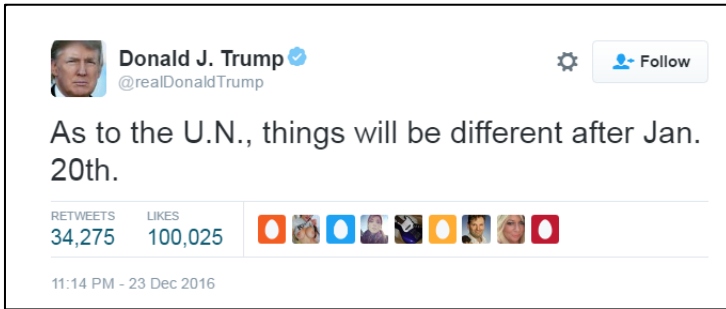 Donald J. Trump
Follow
@realDonaldTrump
As to the U.N., things will be different after Jan.
20th.
RETWEETS LIKES
34,275 100,025
11:14 PM - 23 Dec 2016